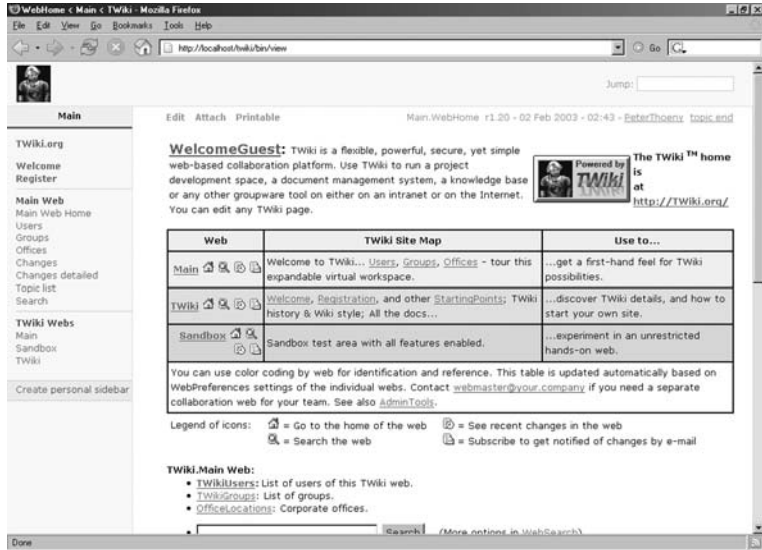 WebHome < Main < TWiki - Mozilla Firefox
File Edit View Go Bookmarks Tools Help
http://localhost/twiki/bin/view
Go
Jump:
Main
Edit Attach Printable
Main.WebHome r1.20 - 02 Feb 2003 - 02:43 - PeterThoeny topic end
TWiki.org
Welcome
Register
Main Web
Main Web Home
Users
Groups
Offices
Changes
Changes detailed
Topic list
Search
TWiki Webs
Main
Sandbox
TWiki
Create personal sidebar
WelcomeGuest: TWiki is a flexible, powerful, secure, yet simple
web-based collaboration platform. Use TWiki to run a project
development space, a document management system, a knowledge base
or any other groupware tool on either on an intranet or on the Internet.
You can edit any TWiki page.
Powered by
TWiki
The TWiki TM home
is
at
http://TWiki.org/
Web TWiki Site Map Use to...
Main
Welcome to TWiki... Users, Groups, Offices - tour this
expandable virtual workspace.
...get a first-hand feel for TWiki
possibilities.
TWiki
Welcome, Registration, and other StartingPoints; TWiki
history & Wiki style; All the docs...
...discover TWiki details, and how to
start your own site.
Sandbox
Sandbox test area with all features enabled.
...experiment in an unrestricted
hands-on web.
You can use color coding by web for identification and reference. This table
is updated automatically based on
WebPreferences settings of the individual webs. Contact webmaster@your.company if you need a separate
collaboration web for your team. See also AdminTools.
Legend of icons:
= Go to the home of the web
= See recent changes in the web
= Search the web
= Subscribe to get notified of changes by e-mail
TWiki.Main Web:
• TWikiUsers: List of users of this TWiki web.
• TWikiGroups: List of groups.
• OfficeLocations: Corporate offices.
• Search (More options in WebSearch)
Done